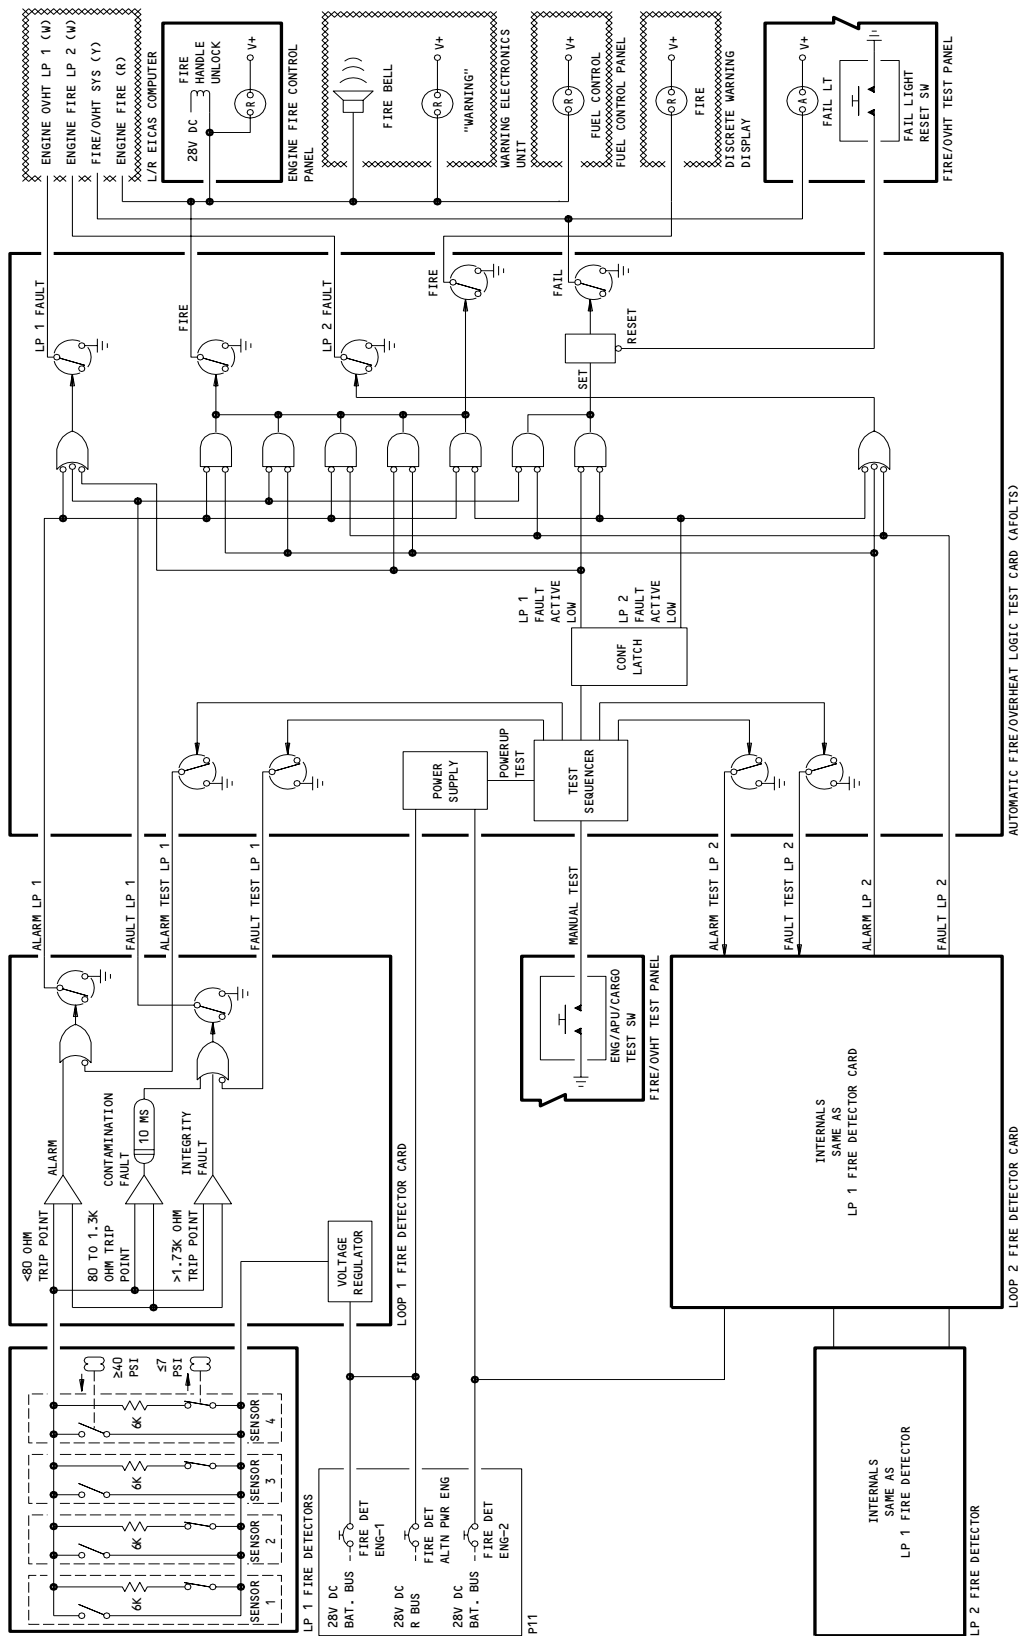 ENGINE OVHT LP 1 (W)
ENGINE FIRE LP 2 (W)
FIRE/OVHT SYS (Y)
ENGINE FIRE (R)
L/R EICAS COMPUTER
28V DC
FIRE
HANDLE
UNLOCK
R
V+
ENGINE FIRE CONTROL
PANEL
FIRE BELL
R
V+
"WARNING"
WARNING ELECTRONICS
UNIT
R
V+
FUEL CONTROL
FUEL CONTROL PANEL
R
V+
FIRE
DISCRETE WARNING
DISPLAY
A
V+
FAIL LT
FAIL LIGHT
RESET SW
FIRE/OVHT TEST PANEL
LP 1 FAULT
FIRE
LP 2 FAULT
FIRE
FAIL
SET
RESET
LP 1
FAULT
ACTIVE
LOW
LP 2
FAULT
ACTIVE
LOW
CONF
LATCH
POWER
SUPPLY
POWERUP
TEST
TEST
SEQUENCER
AUTOMATIC FIRE/OVERHEAT LOGIC TEST CARD (AFOLTS)
ALARM LP 1
FAULT LP 1
ALARM TEST LP 1
FAULT TEST LP 1
MANUAL TEST
ALARM TEST LP 2
FAULT TEST LP 2
ALARM LP 2
FAULT LP 2
<80 OHM
TRIP POINT
ALARM
80 TO 1.3K
OHM TRIP
POINT
CONTAMINATION
FAULT
10 MS
>1.73K OHM
TRIP POINT
INTEGRITY
FAULT
VOLTAGE
REGULATOR
LOOP 1 FIRE DETECTOR CARD
ENG/APU/CARGO
TEST SW
FIRE/OVHT TEST PANEL
INTERNALS
SAME AS
LP 1 FIRE DETECTOR CARD
LOOP 2 FIRE DETECTOR CARD
6K
SENSOR
1
6K
SENSOR
2
6K
SENSOR
3
6K
SENSOR
4
≥40
PSI
≤7
PSI
LP 1 FIRE DETECTORS
28V DC
BAT. BUS
FIRE DET
ENG-1
28V DC
R BUS
FIRE DET
ALTN PWR ENG
28V DC
BAT. BUS
FIRE DET
ENG-2
P11
INTERNALS
SAME AS
LP 1 FIRE DETECTOR
LP 2 FIRE DETECTOR